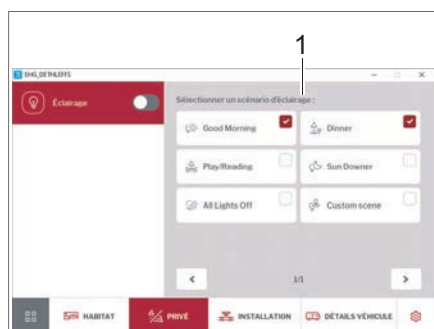 1
ENG_DETHLEFFS
Éclairage
Sélectionner un scénario d'éclairage :
Good Morning
Dinner
Play/Reading
Sun Downer
All Lights Off
Custom scene
1/1
HABITAT
PRIVÉ
INSTALLATION
DÉTAILS VÉHICULE